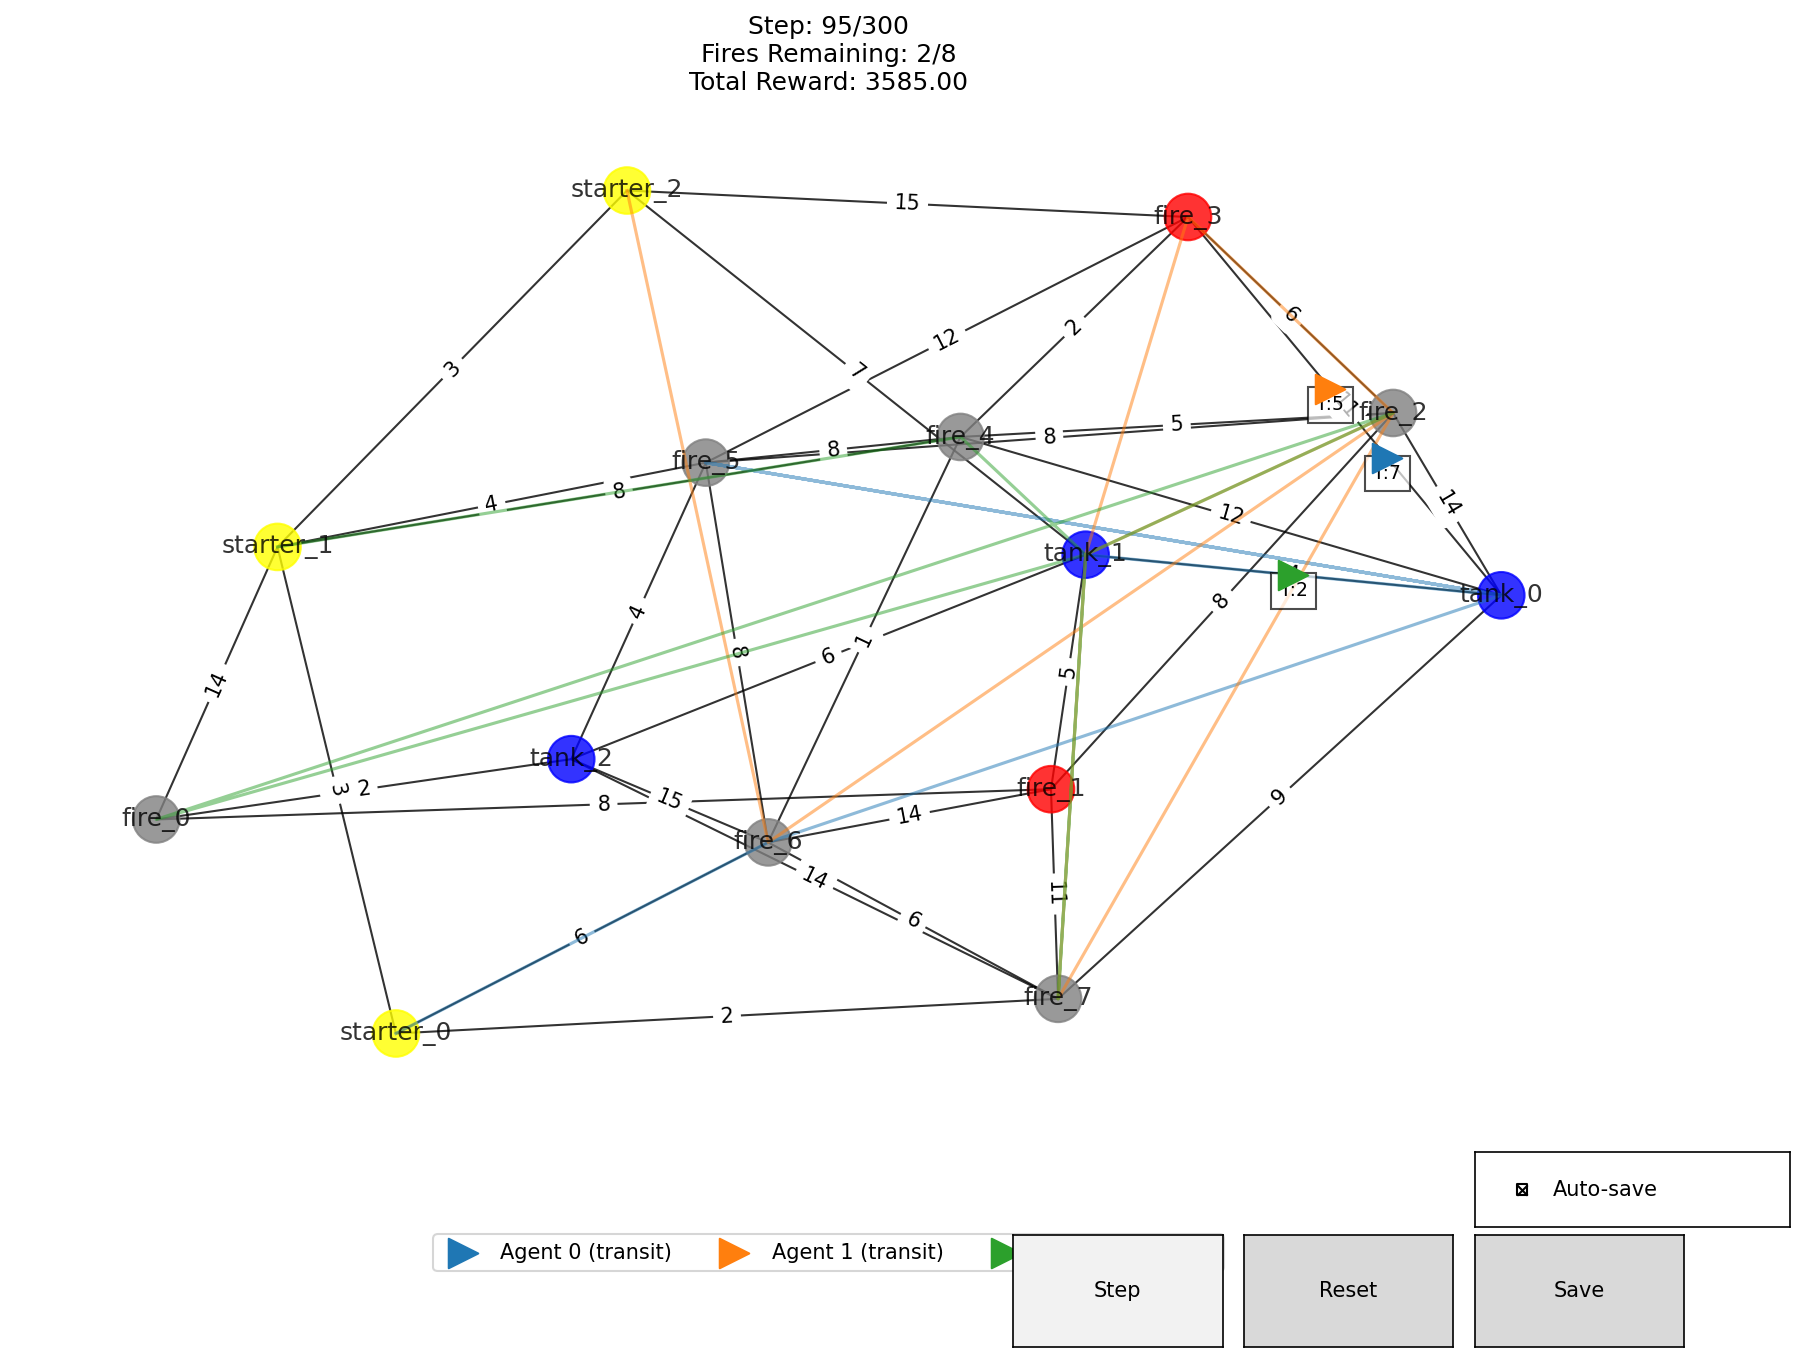 Step: 95/300
Fires Remaining: 2/8
Total Reward: 3585.00
starter_2
15
fire_3
6
2
12
3
7
T:5
fire_2
5
8
8
fire_4
fire_5
T:7
4
8
14
12
starter_1
tank_1
T:2
tank_0
4
8
8
1
6
5
14
tank_2
2
3
8
15
fire_1
9
fire_0
14
fire_6
14
11
6
6
fire_7
2
starter_0
Auto-save
Agent 0 (transit)
Agent 1 (transit)
Step
Reset
Save